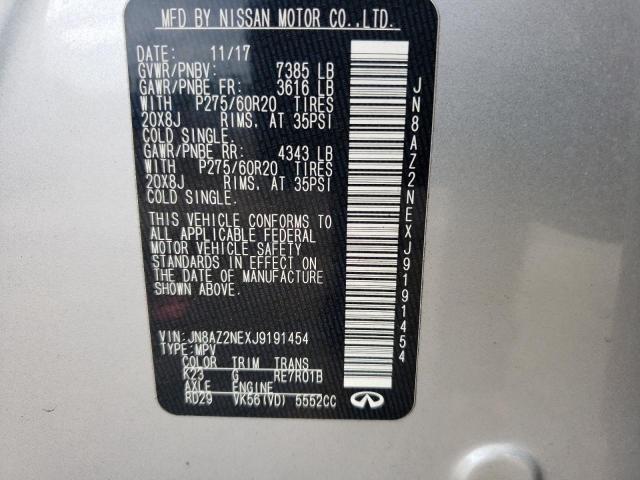 MFD BY NISSAN MOTOR CO.,LTD.
DATE: 11/17
GVWR/PNBV: 7385 LB
GAWR/PNBE FR: 3616 LB
WITH P275/60R20 TIRES
20X8J RIMS, AT 35PSI
COLD SINGLE.
GAWR/PNBE RR: 4343 LB
WITH P275/60R20 TIRES
20X8J RIMS, AT 35PSI
COLD SINGLE.
THIS VEHICLE CONFORMS TO
ALL APPLICABLE FEDERAL
MOTOR VEHICLE SAFETY
STANDARDS IN EFFECT ON
THE DATE OF MANUFACTURE
SHOWN ABOVE.
VIN: JN8AZ2NEXJ9191454
TYPE: MPV
COLOR TRIM TRANS
K23 G RE7R01B
AXLE ENGINE
RD29 VK56(VD) 5552CC
JN8AZ2NEXJ9191454